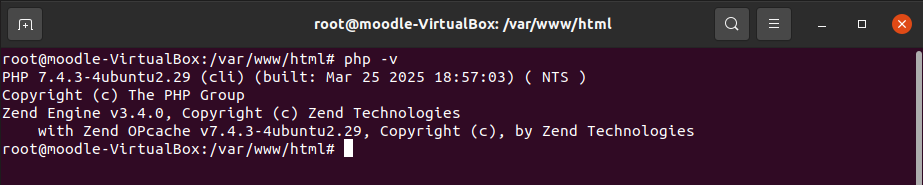 root@moodle-VirtualBox: /var/www/html
root@moodle-VirtualBox:/var/www/html# php -v
PHP 7.4.3-4ubuntu2.29 (cli) (built: Mar 25 2025 18:57:03) ( NTS )
Copyright (c) The PHP Group
Zend Engine v3.4.0, Copyright (c) Zend Technologies
    with Zend OPcache v7.4.3-4ubuntu2.29, Copyright (c), by Zend Technologies
root@moodle-VirtualBox:/var/www/html#